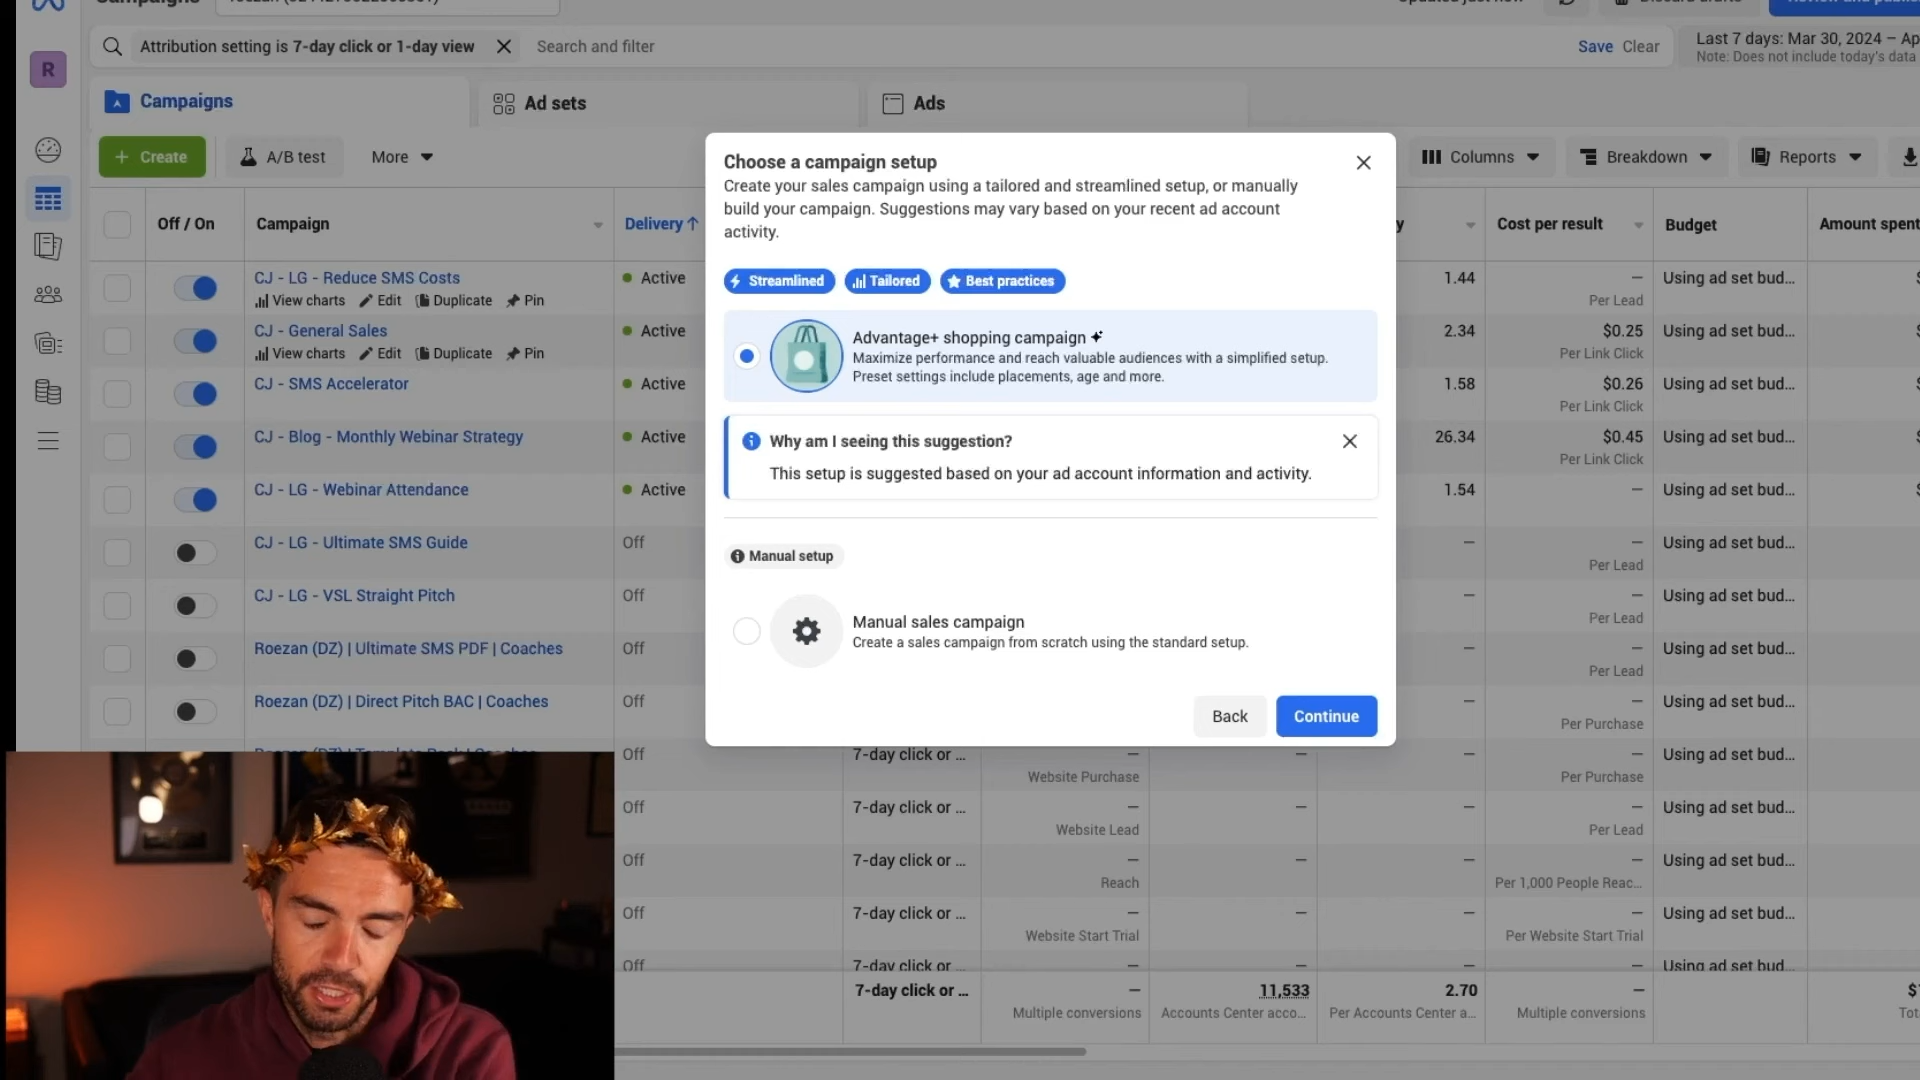 Campaigns
Updated just now
Discard drafts
Attribution setting is 7-day click or 1-day view
Search and filter
Save Clear
Last 7 days: Mar 30, 2024 – Ap
Note: Does not include today's data
R
Campaigns
Ad sets
Ads
Create
A/B test
More
Columns
Breakdown
Reports
Off / On
Campaign
Delivery ↑
y
Cost per result
Budget
Amount spent
Choose a campaign setup
Create your sales campaign using a tailored and streamlined setup, or manually
build your campaign. Suggestions may vary based on your recent ad account
activity.
Streamlined
Tailored
Best practices
Advantage+ shopping campaign
Maximize performance and reach valuable audiences with a simplified setup.
Preset settings include placements, age and more.
Why am I seeing this suggestion?
This setup is suggested based on your ad account information and activity.
Manual setup
Manual sales campaign
Create a sales campaign from scratch using the standard setup.
Back
Continue
CJ - LG - Reduce SMS Costs
View charts Edit Duplicate Pin
Active
1.44
—
Per Lead
Using ad set bud...
CJ - General Sales
View charts Edit Duplicate Pin
Active
2.34
$0.25
Per Link Click
Using ad set bud...
CJ - SMS Accelerator
Active
1.58
$0.26
Per Link Click
Using ad set bud...
CJ - Blog - Monthly Webinar Strategy
Active
26.34
$0.45
Per Link Click
Using ad set bud...
CJ - LG - Webinar Attendance
Active
1.54
—
Using ad set bud...
CJ - LG - Ultimate SMS Guide
Off
—
—
Per Lead
Using ad set bud...
CJ - LG - VSL Straight Pitch
Off
—
—
Per Lead
Using ad set bud...
Roezan (DZ) | Ultimate SMS PDF | Coaches
Off
—
—
Per Lead
Using ad set bud...
Roezan (DZ) | Direct Pitch BAC | Coaches
Off
—
—
Per Purchase
Using ad set bud...
Off
7-day click or ...
—
Website Purchase
—
—
—
Per Purchase
Using ad set bud...
Off
7-day click or ...
—
Website Lead
—
—
—
Per Lead
Using ad set bud...
Off
7-day click or ...
—
Reach
—
—
—
Per 1,000 People Reac...
Using ad set bud...
Off
7-day click or ...
—
Website Start Trial
—
—
—
Per Website Start Trial
Using ad set bud...
Off
7-day click or ...
—
—
—
—
Using ad set bud...
7-day click or ...
—
Multiple conversions
11,533
Accounts Center acco...
2.70
Per Accounts Center a...
—
Multiple conversions